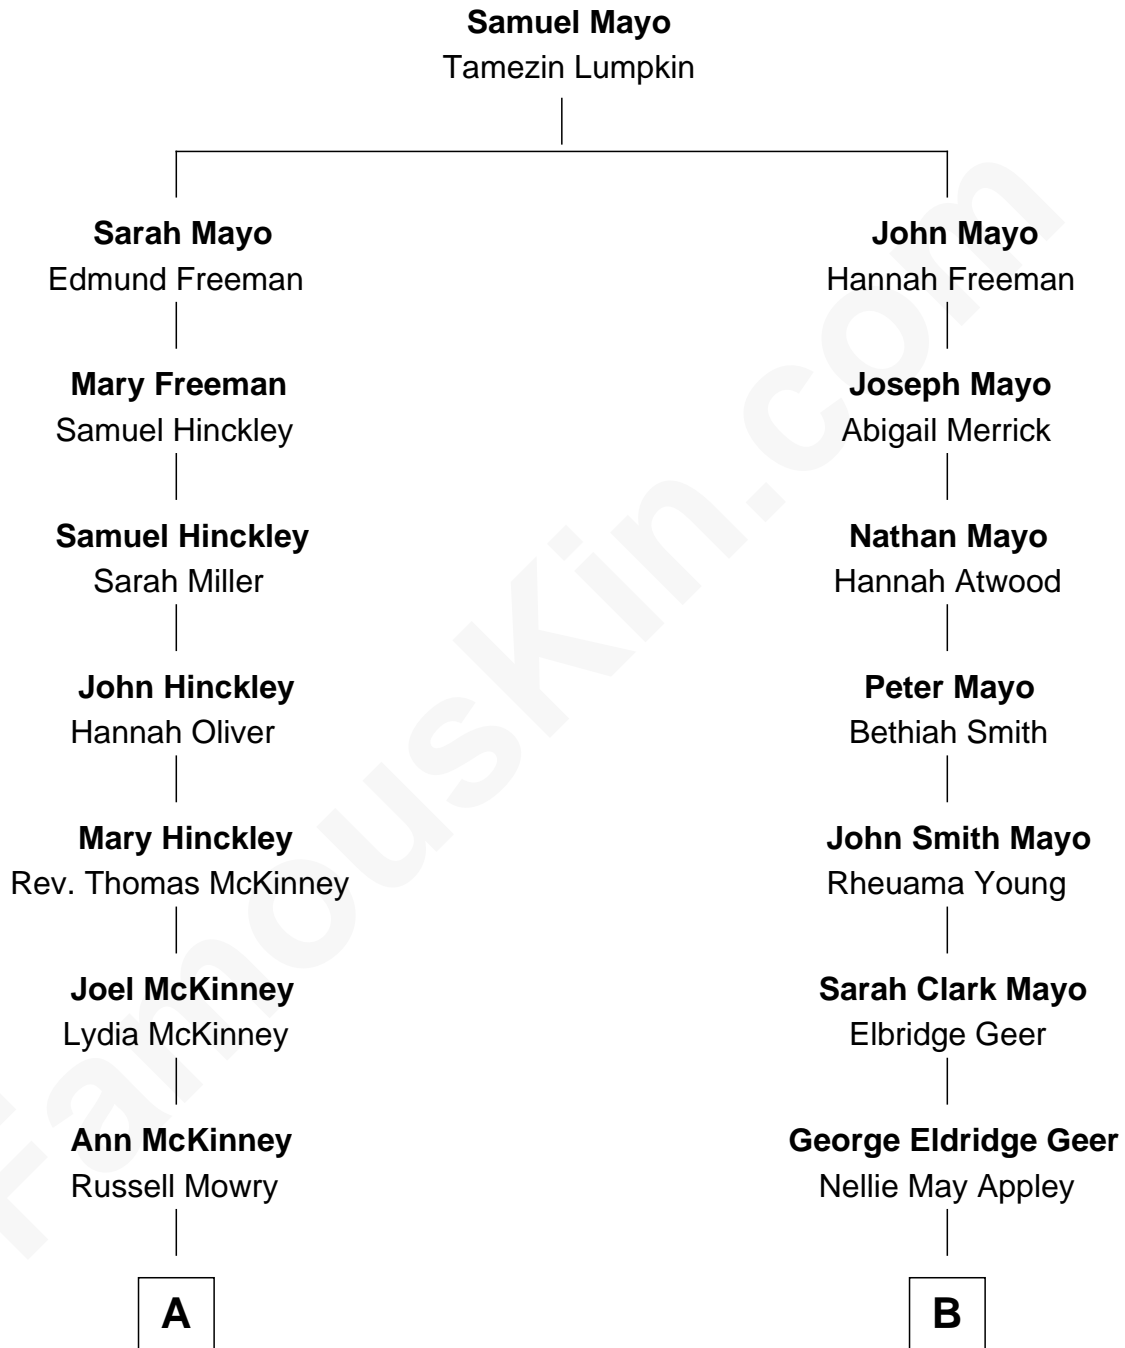 Samuel Mayo
Tamezin Lumpkin
Sarah Mayo
Edmund Freeman
John Mayo
Hannah Freeman
Mary Freeman
Samuel Hinckley
Joseph Mayo
Abigail Merrick
Samuel Hinckley
Sarah Miller
Nathan Mayo
Hannah Atwood
John Hinckley
Hannah Oliver
Peter Mayo
Bethiah Smith
Mary Hinckley
Rev. Thomas McKinney
John Smith Mayo
Rheuama Young
Joel McKinney
Lydia McKinney
Sarah Clark Mayo
Elbridge Geer
Ann McKinney
Russell Mowry
George Eldridge Geer
Nellie May Appley
A
B
FamousKin.com